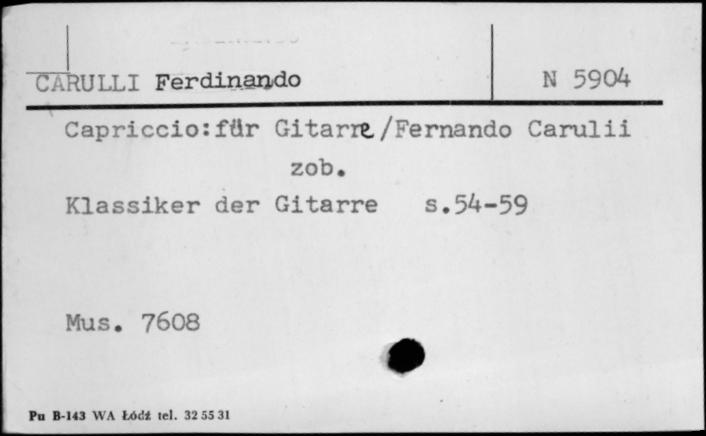 CARULLI Ferdinando N 5904
Capriccio:für Gitarre/Fernando Carulii
zob.
Klassiker der Gitarre s.54-59
Mus. 7608
Pu B-143 WA Łódź tel. 32 55 31